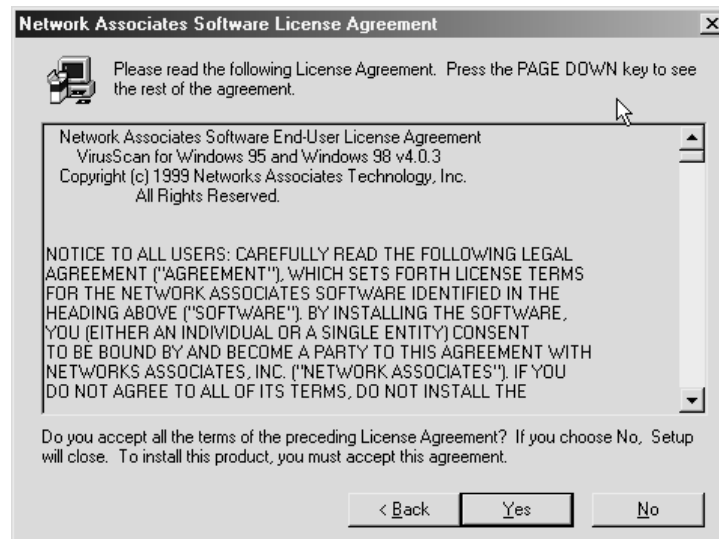 Network Associates Software License Agreement
Please read the following License Agreement. Press the PAGE DOWN key to see
the rest of the agreement.
Network Associates Software End-User License Agreement
VirusScan for Windows 95 and Windows 98 v4.0.3
Copyright (c) 1999 Networks Associates Technology, Inc.
All Rights Reserved.
NOTICE TO ALL USERS: CAREFULLY READ THE FOLLOWING LEGAL
AGREEMENT ("AGREEMENT"), WHICH SETS FORTH LICENSE TERMS
FOR THE NETWORK ASSOCIATES SOFTWARE IDENTIFIED IN THE
HEADING ABOVE ("SOFTWARE"). BY INSTALLING THE SOFTWARE,
YOU (EITHER AN INDIVIDUAL OR A SINGLE ENTITY) CONSENT
TO BE BOUND BY AND BECOME A PARTY TO THIS AGREEMENT WITH
NETWORKS ASSOCIATES, INC. ("NETWORK ASSOCIATES"). IF YOU
DO NOT AGREE TO ALL OF ITS TERMS, DO NOT INSTALL THE
Do you accept all the terms of the preceding License Agreement? If you choose No, Setup
will close. To install this product, you must accept this agreement.
< Back Yes No